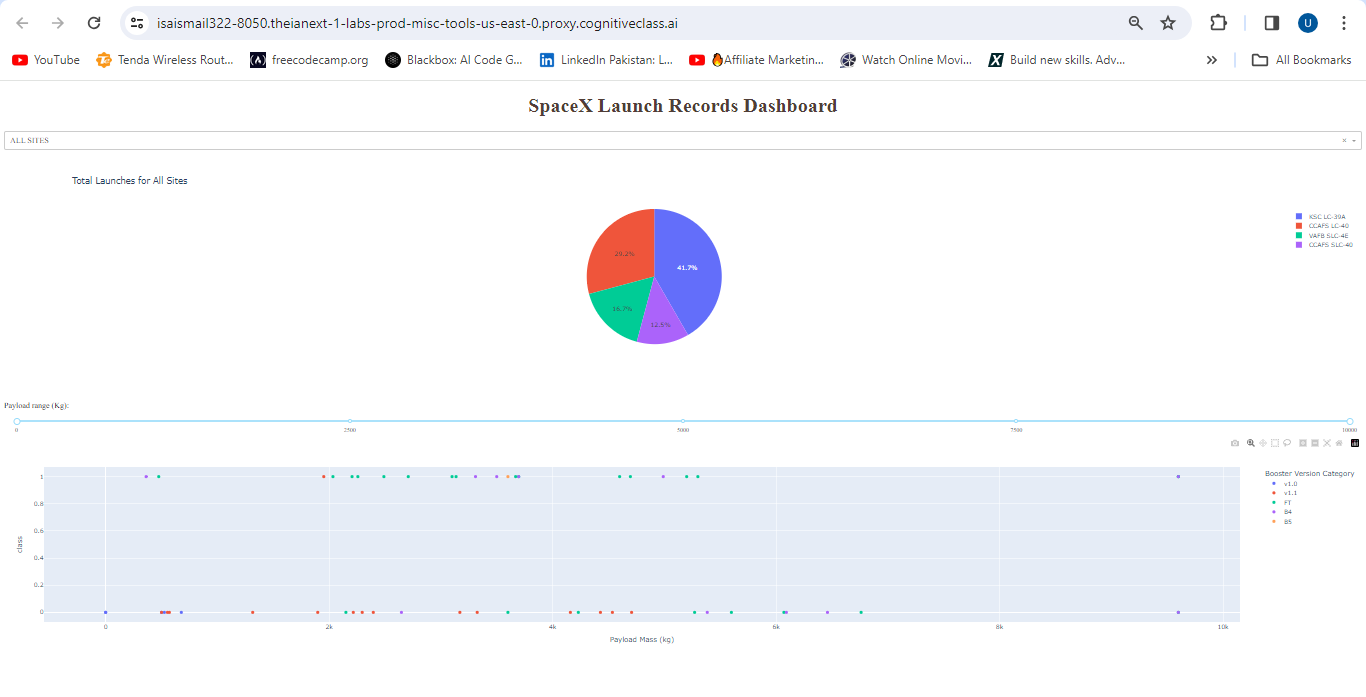 isaismail322-8050.theianext-1-labs-prod-misc-tools-us-east-0.proxy.cognitiveclass.ai
U
YouTube
Tenda Wireless Rout...
freecodecamp.org
Blackbox: AI Code G...
LinkedIn Pakistan: L...
🔥Affiliate Marketin...
Watch Online Movi...
Build new skills. Adv...
All Bookmarks
SpaceX Launch Records Dashboard
ALL SITES
Total Launches for All Sites
KSC LC-39A
CCAFS LC-40
VAFB SLC-4E
CCAFS SLC-40
29.2%
41.7%
16.7%
12.5%
Payload range (Kg):
0 2500 5000 7500 10000
Booster Version Category
v1.0
v1.1
FT
B4
B5
class
1
0.8
0.6
0.4
0.2
0
0 2k 4k 6k 8k 10k
Payload Mass (kg)